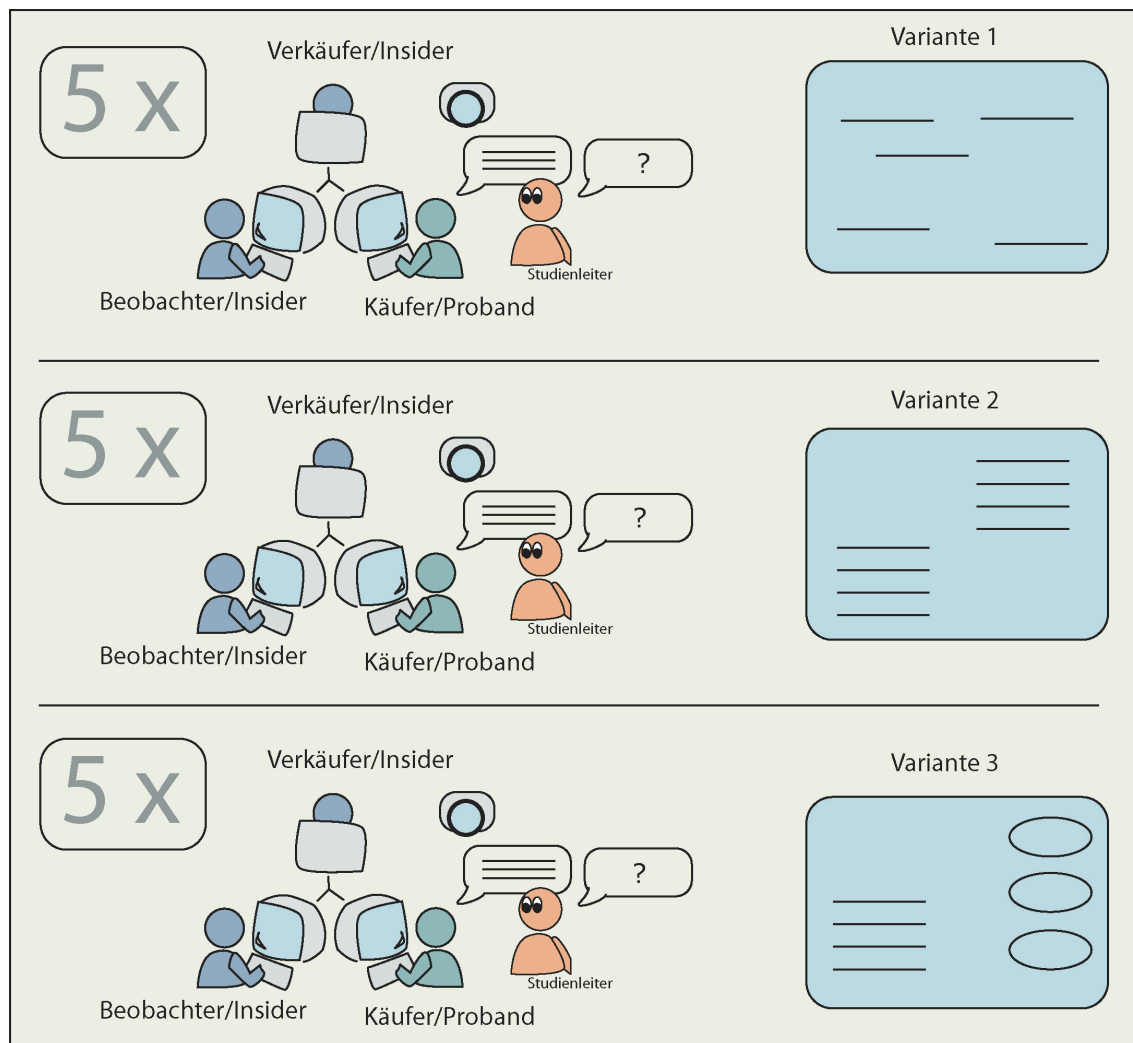 Verkäufer/Insider
Variante 1
5 x
?
Studienleiter
Beobachter/Insider
Käufer/Proband
Verkäufer/Insider
Variante 2
5 x
?
Studienleiter
Beobachter/Insider
Käufer/Proband
Verkäufer/Insider
Variante 3
5 x
?
Studienleiter
Beobachter/Insider
Käufer/Proband